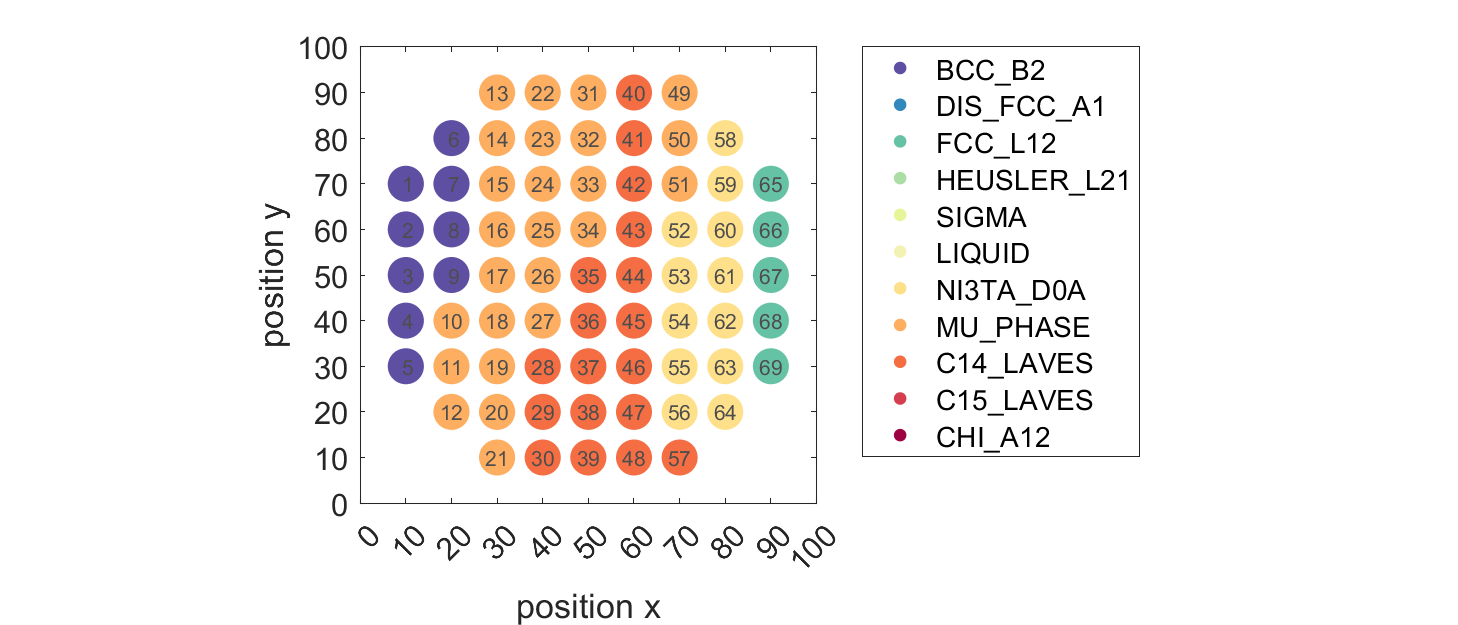 100
90
80
70
60
50
40
30
20
10
0
position y
13 22 31 40 49
6 14 23 32 41 50 58
1 7 15 24 33 42 51 59 65
2 8 16 25 34 43 52 60 66
3 9 17 26 35 44 53 61 67
4 10 18 27 36 45 54 62 68
5 11 19 28 37 46 55 63 69
12 20 29 38 47 56 64
21 30 39 48 57
0 10 20 30 40 50 60 70 80 90 100
position x
BCC_B2
DIS_FCC_A1
FCC_L12
HEUSLER_L21
SIGMA
LIQUID
NI3TA_D0A
MU_PHASE
C14_LAVES
C15_LAVES
CHI_A12